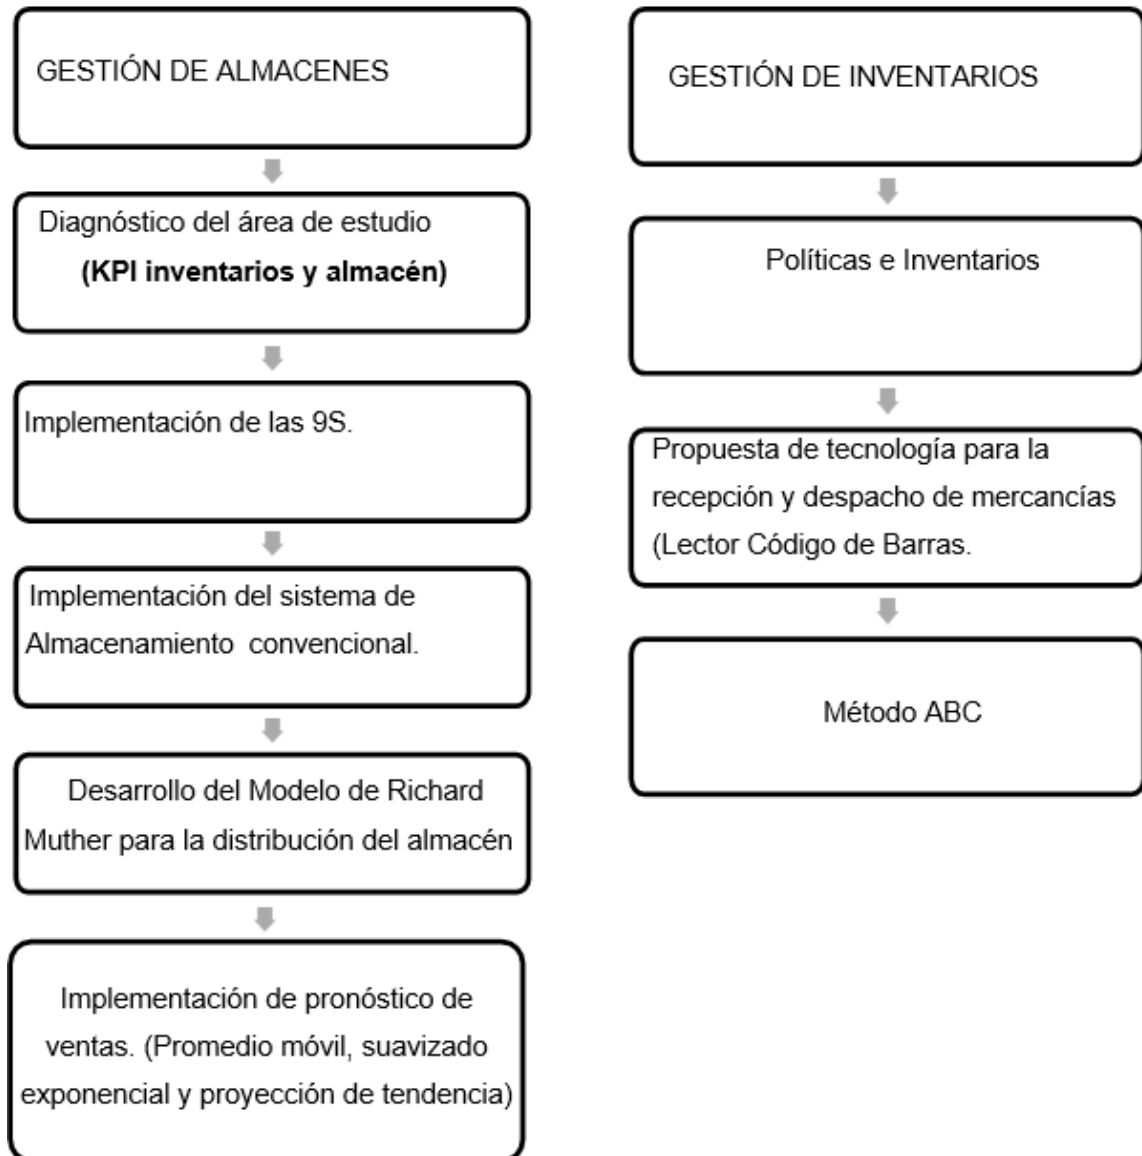 GESTIÓN DE ALMACENES
Diagnóstico del área de estudio
(KPI inventarios y almacén)
Implementación de las 9S.
Implementación del sistema de
Almacenamiento convencional.
Desarrollo del Modelo de Richard
Muther para la distribución del almacén
Implementación de pronóstico de
ventas. (Promedio móvil, suavizado
exponencial y proyección de tendencia)
GESTIÓN DE INVENTARIOS
Políticas e Inventarios
Propuesta de tecnología para la
recepción y despacho de mercancías
(Lector Código de Barras.
Método ABC